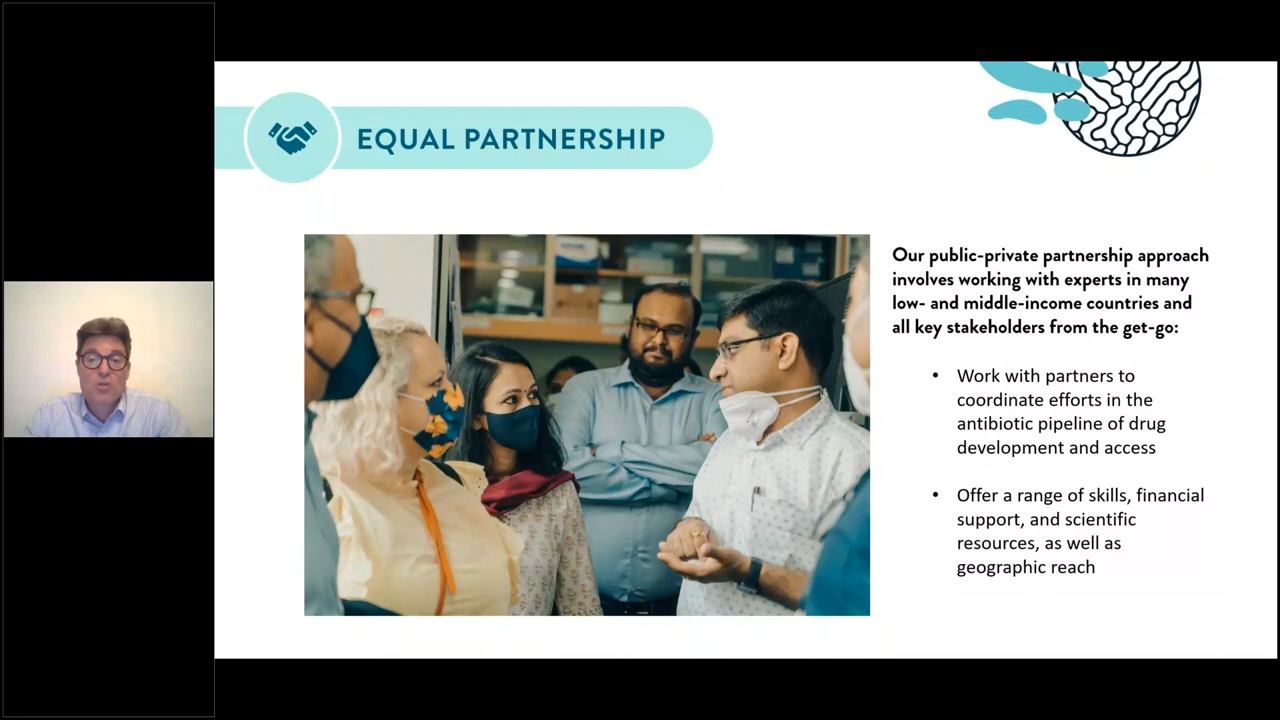 EQUAL PARTNERSHIP
Our public-private partnership approach
involves working with experts in many
low- and middle-income countries and
all key stakeholders from the get-go:
• Work with partners to
coordinate efforts in the
antibiotic pipeline of drug
development and access
• Offer a range of skills, financial
support, and scientific
resources, as well as
geographic reach